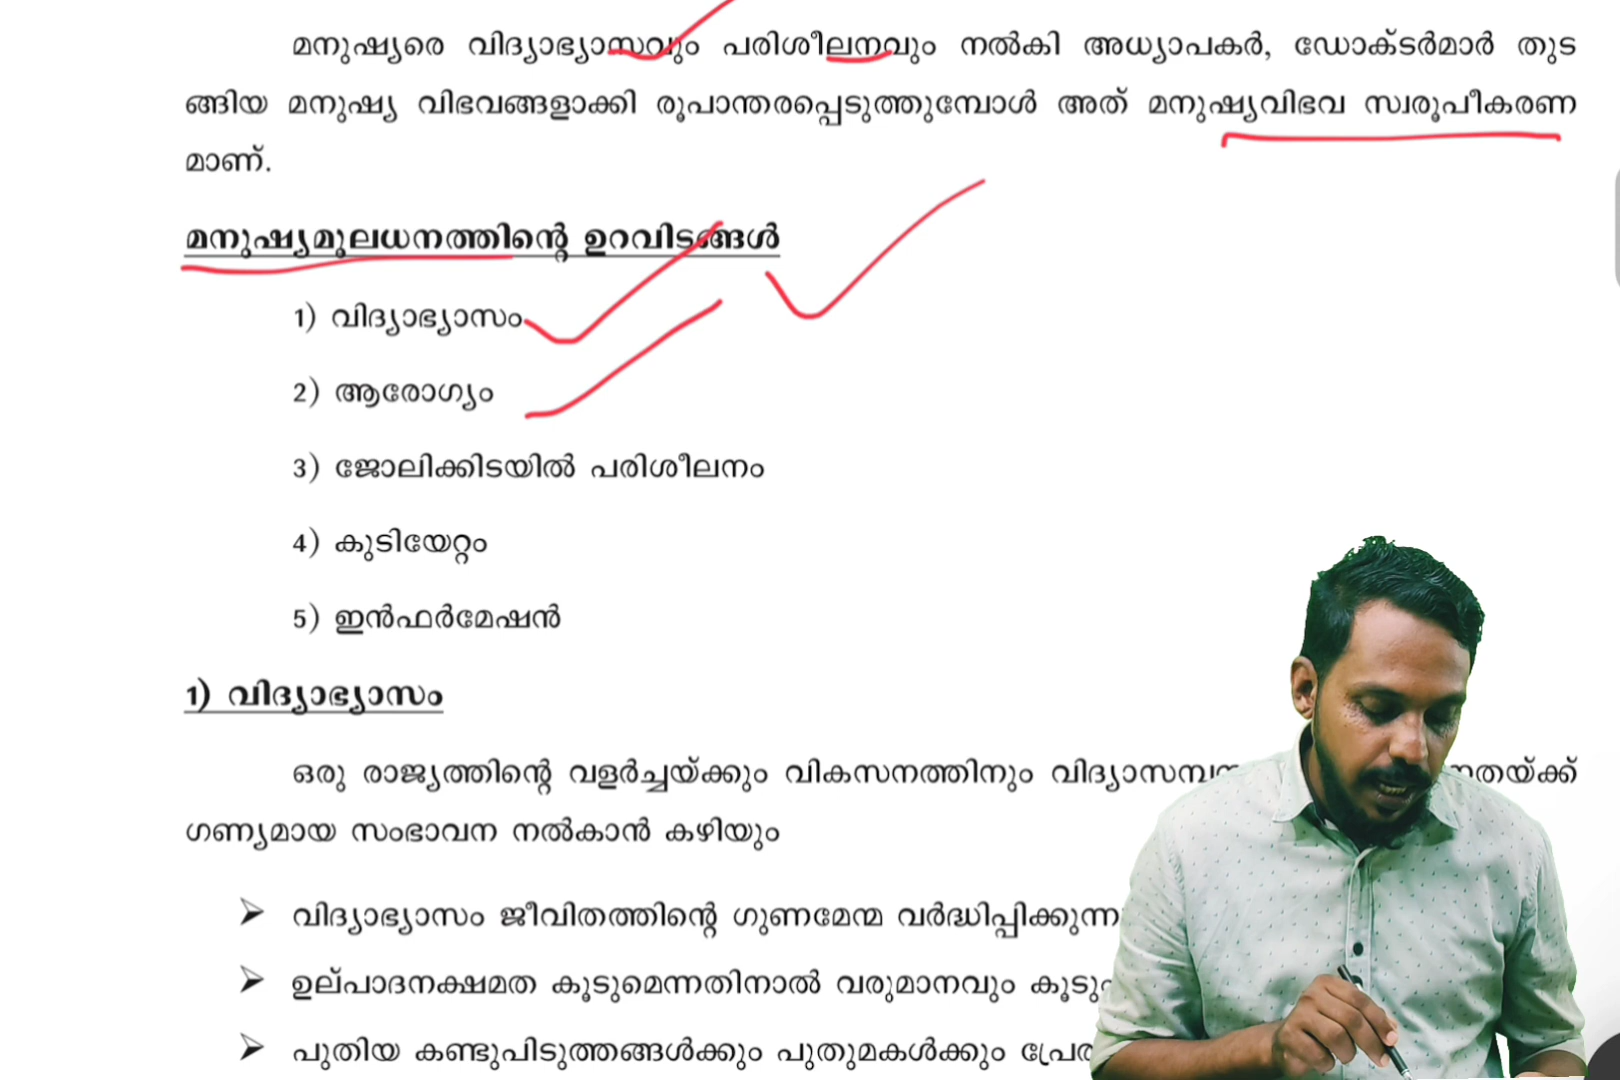 മനുഷ്യരെ വിദ്യാഭ്യാസവും പരിശീലനവും നൽകി അധ്യാപകർ, ഡോക്ടർമാർ തുട
ങ്ങിയ മനുഷ്യ വിഭവങ്ങളാക്കി രൂപാന്തരപ്പെടുത്തുമ്പോൾ അത് മനുഷ്യവിഭവ സ്വരൂപീകരണ
മാണ്.
മനുഷ്യമൂലധനത്തിന്റെ ഉറവിടങ്ങൾ
1) വിദ്യാഭ്യാസം
2) ആരോഗ്യം
3) ജോലിക്കിടയിൽ പരിശീലനം
4) കുടിയേറ്റം
5) ഇൻഫർമേഷൻ
1) വിദ്യാഭ്യാസം
ഒരു രാജ്യത്തിന്റെ വളർച്ചയ്ക്കും വികസനത്തിനും
ഗണ്യമായ സംഭാവന നൽകാൻ കഴിയും
➤ വിദ്യാഭ്യാസം ജീവിതത്തിന്റെ ഗുണമേന്മ വർദ്ധിപ്പിക്കുന്ന
➤ ഉല്പാദനക്ഷമത കൂടുമെന്നതിനാൽ വരുമാനവും കൂടും
➤ പുതിയ കണ്ടുപിടുത്തങ്ങൾക്കും പുതുമകൾക്കും